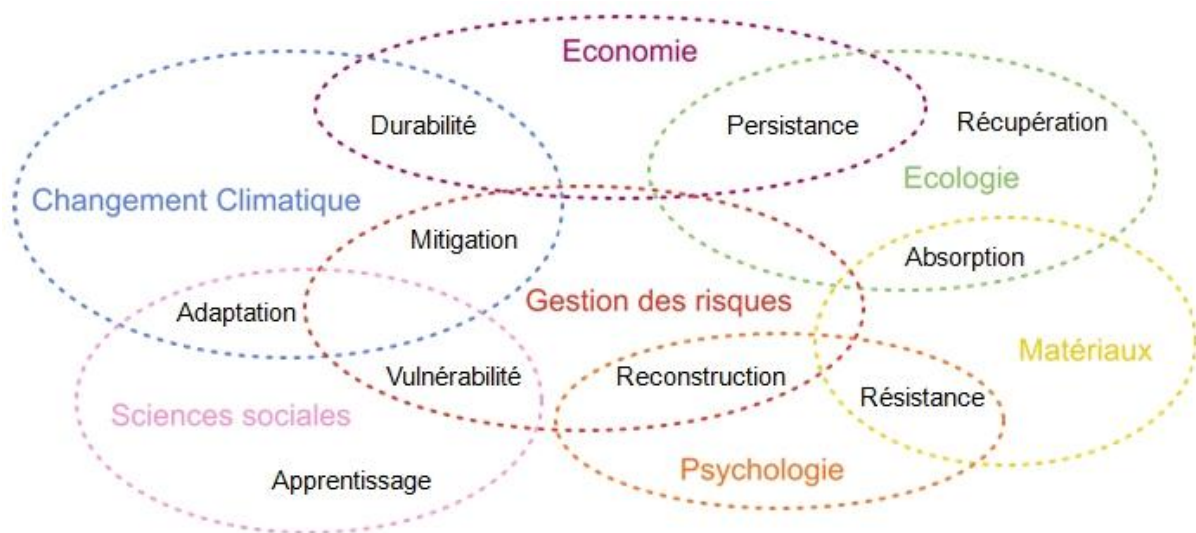 Economie
Durabilité
Persistance
Récupération
Ecologie
Changement Climatique
Mitigation
Absorption
Adaptation
Gestion des risques
Matériaux
Vulnérabilité
Reconstruction
Résistance
Sciences sociales
Psychologie
Apprentissage